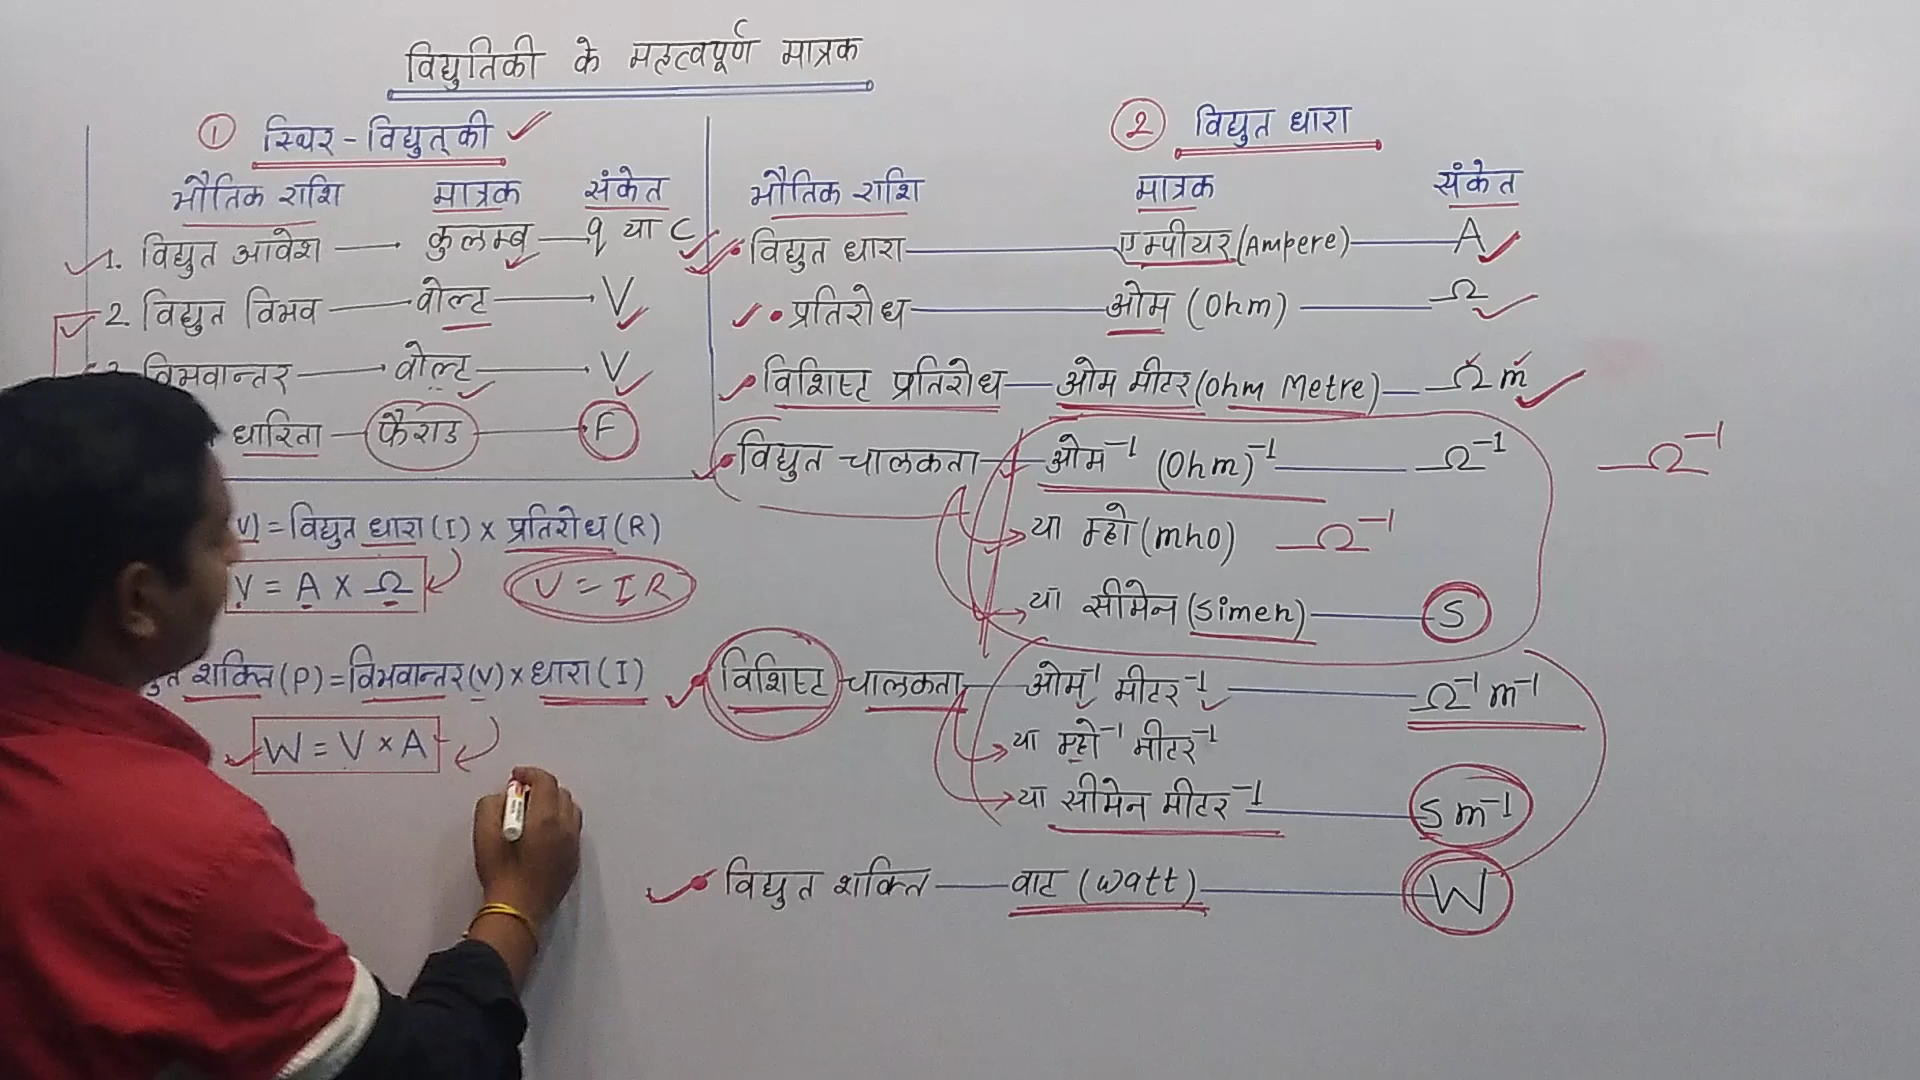 विद्युतिकी के महत्वपूर्ण मात्रक
① स्थिर-विद्युत्की
भौतिक राशि मात्रक संकेत
1. विद्युत आवेश कुलम्ब q या C
2. विद्युत विभव वोल्ट V
विभवान्तर वोल्ट V
धारिता फैराड F
V) = विद्युत धारा (I) x प्रतिरोध (R)
V = A x Ω
V = IR
शक्ति (P) = विभवान्तर (V) x धारा (I)
W = V x A
② विद्युत धारा
भौतिक राशि मात्रक संकेत
• विद्युत धारा एम्पीयर (Ampere) A
• प्रतिरोध ओम (Ohm) Ω
• विशिष्ट प्रतिरोध ओम मीटर (Ohm Metre) Ω m
• विद्युत चालकता ओम⁻¹ (Ohm)⁻¹ Ω⁻¹ Ω⁻¹
या म्हो (mho) Ω⁻¹
या सीमेन (Simen) S
• विशिष्ट चालकता ओम⁻¹ मीटर⁻¹ Ω⁻¹ m⁻¹
या म्हो⁻¹ मीटर⁻¹
या सीमेन मीटर⁻¹ S m⁻¹
• विद्युत शक्ति वाट (Watt) W